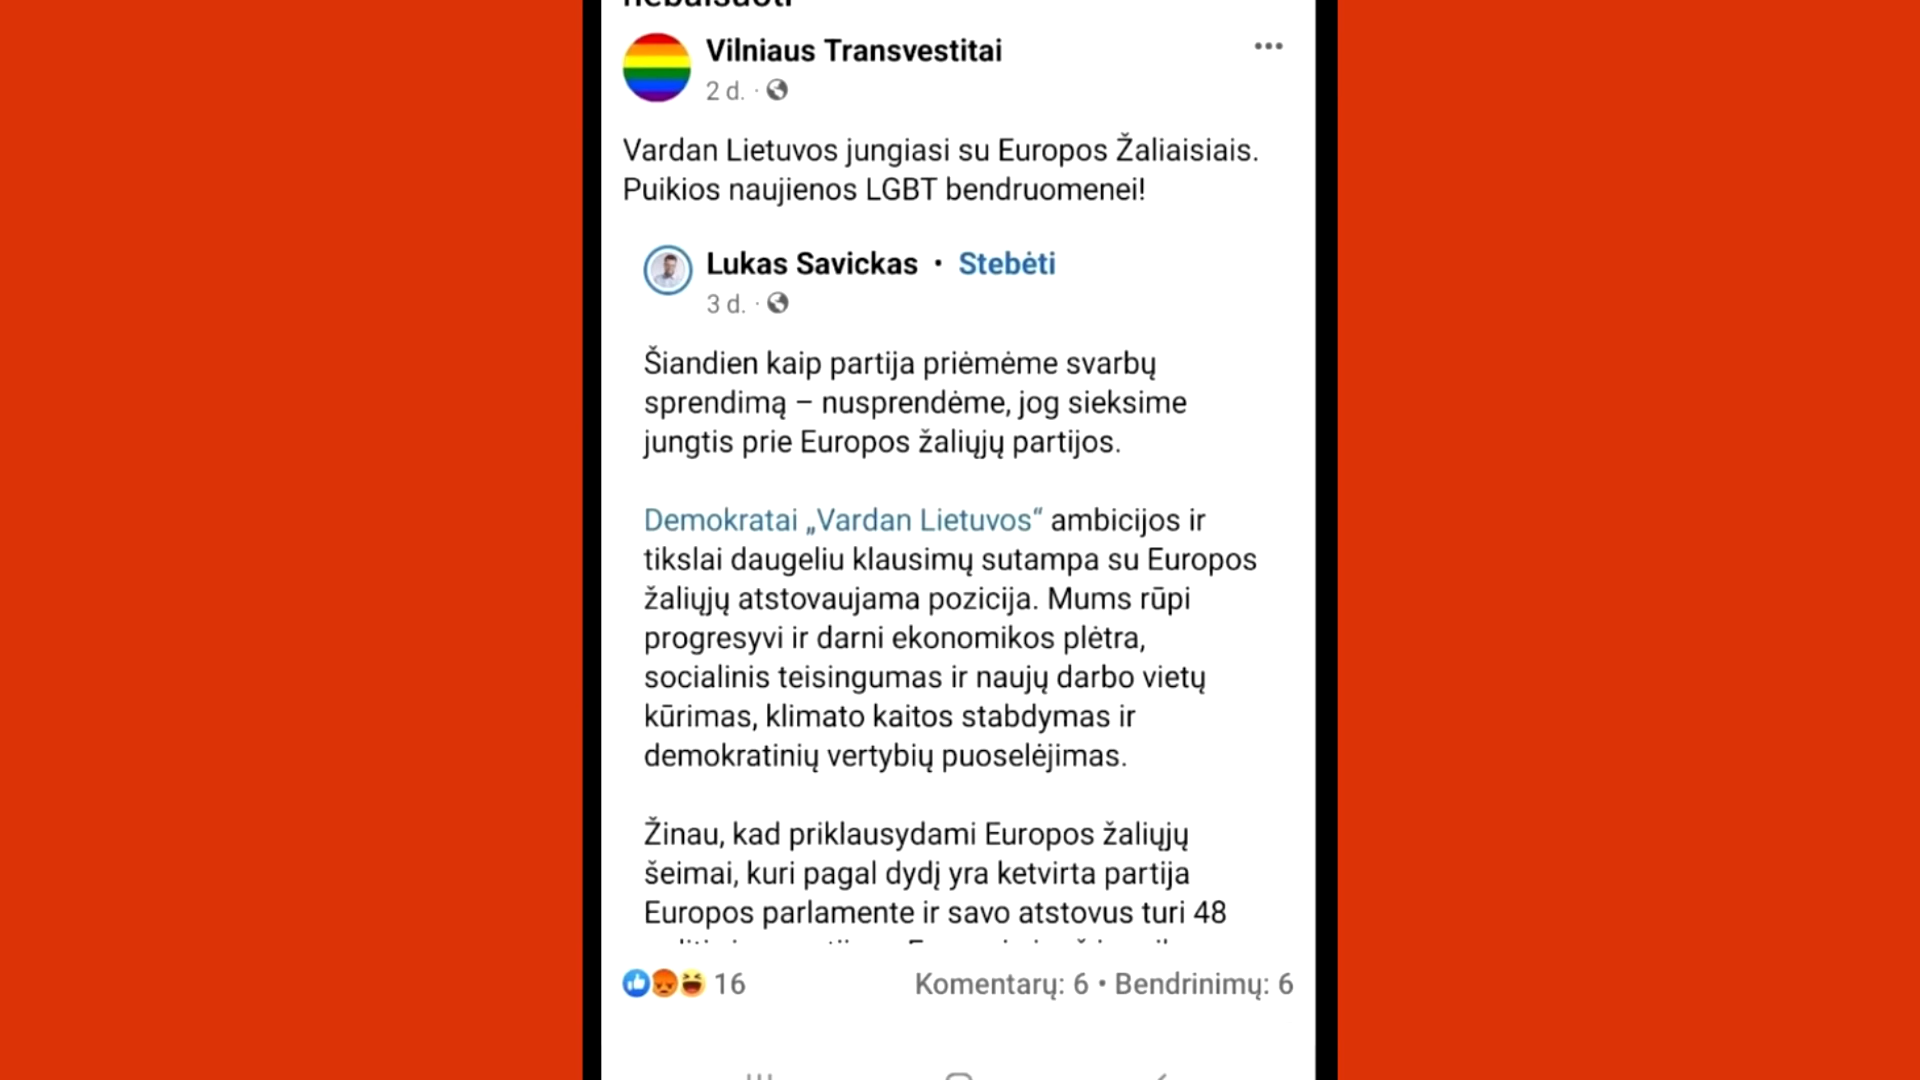 nebalsuoti
Vilniaus Transvestitai
2 d. ·
Vardan Lietuvos jungiasi su Europos Žaliaisiais.
Puikios naujienos LGBT bendruomenei!
Lukas Savickas · Stebėti
3 d. ·
Šiandien kaip partija priėmėme svarbų
sprendimą – nusprendėme, jog sieksime
jungtis prie Europos žaliųjų partijos.
Demokratai „Vardan Lietuvos“ ambicijos ir
tikslai daugeliu klausimų sutampa su Europos
žaliųjų atstovaujama pozicija. Mums rūpi
progresyvi ir darni ekonomikos plėtra,
socialinis teisingumas ir naujų darbo vietų
kūrimas, klimato kaitos stabdymas ir
demokratinių vertybių puoselėjimas.
Žinau, kad priklausydami Europos žaliųjų
šeimai, kuri pagal dydį yra ketvirta partija
Europos parlamente ir savo atstovus turi 48
16
Komentarų: 6 • Bendrinimų: 6